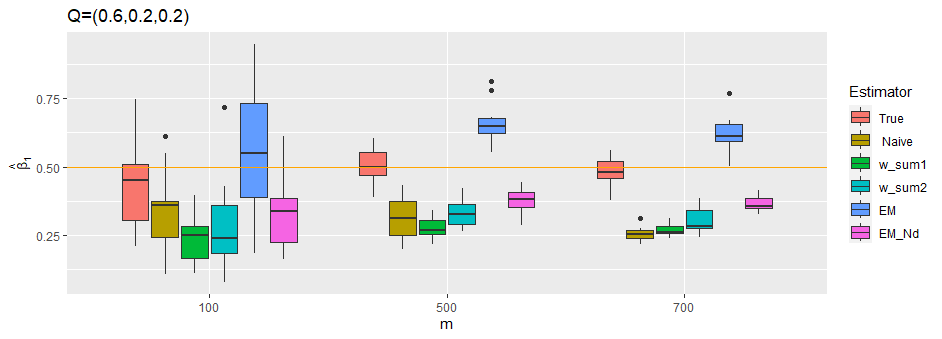 Q=(0.6,0.2,0.2)
0.75
0.50
0.25
β̂₁
100
500
700
m
Estimator
True
Naive
w_sum1
w_sum2
EM
EM_Nd